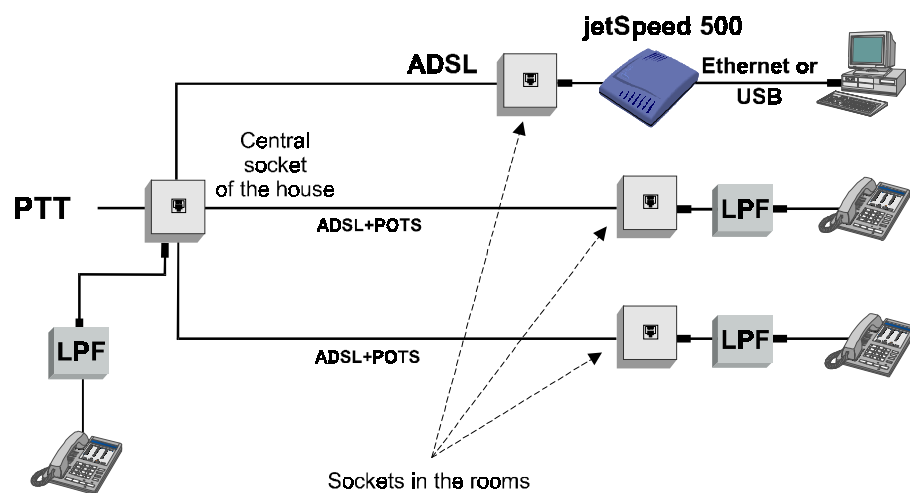 jetSpeed 500
ADSL
Ethernet or
USB
Central
socket
of the house
PTT
ADSL+POTS
LPF
LPF
ADSL+POTS
LPF
Sockets in the rooms